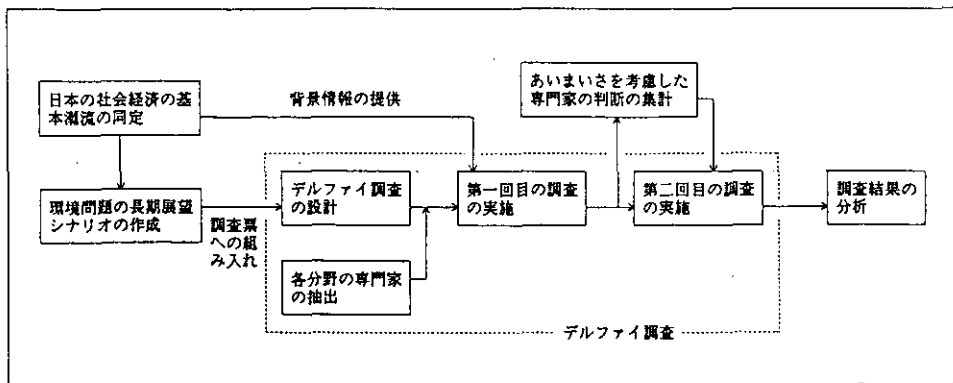 日本の社会経済の基
本潮流の同定
背景情報の提供
あいまいさを考慮した
専門家の判断の集計
環境問題の長期展望
シナリオの作成
調査票
への組
み入れ
デルファイ調査
の設計
第一回目の調査
の実施
第二回目の調査
の実施
調査結果の
分析
各分野の専門家
の抽出
デルファイ調査